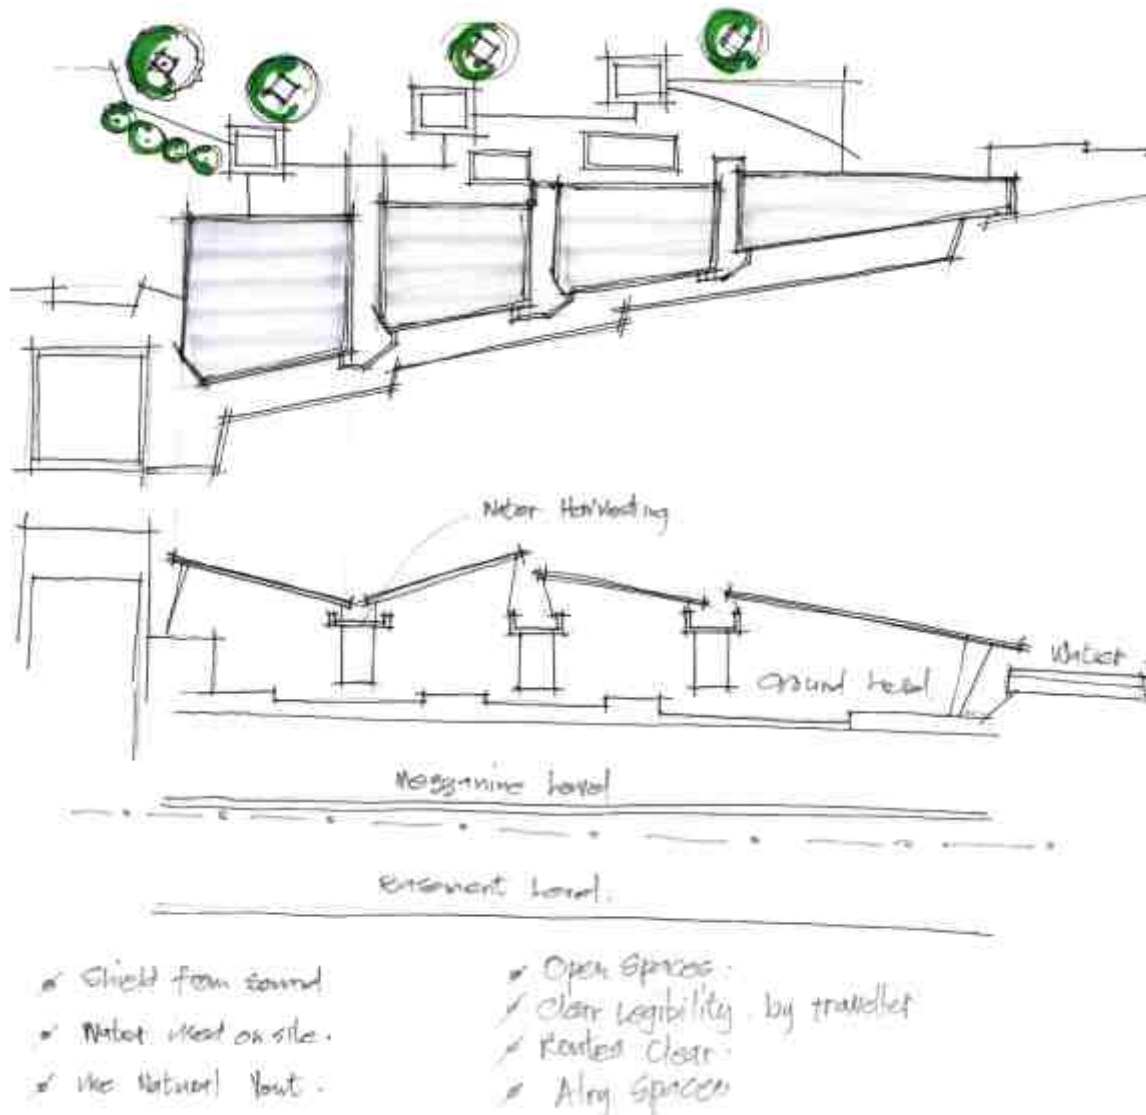 Water Harvesting
Water
Ground Level
Mezzanine Level
Basement Level.
Shield from sound
Water used on site.
Use Natural Vent.
Open Spaces.
Clear Legibility. by traveller
Routes Clear.
Airy Spaces